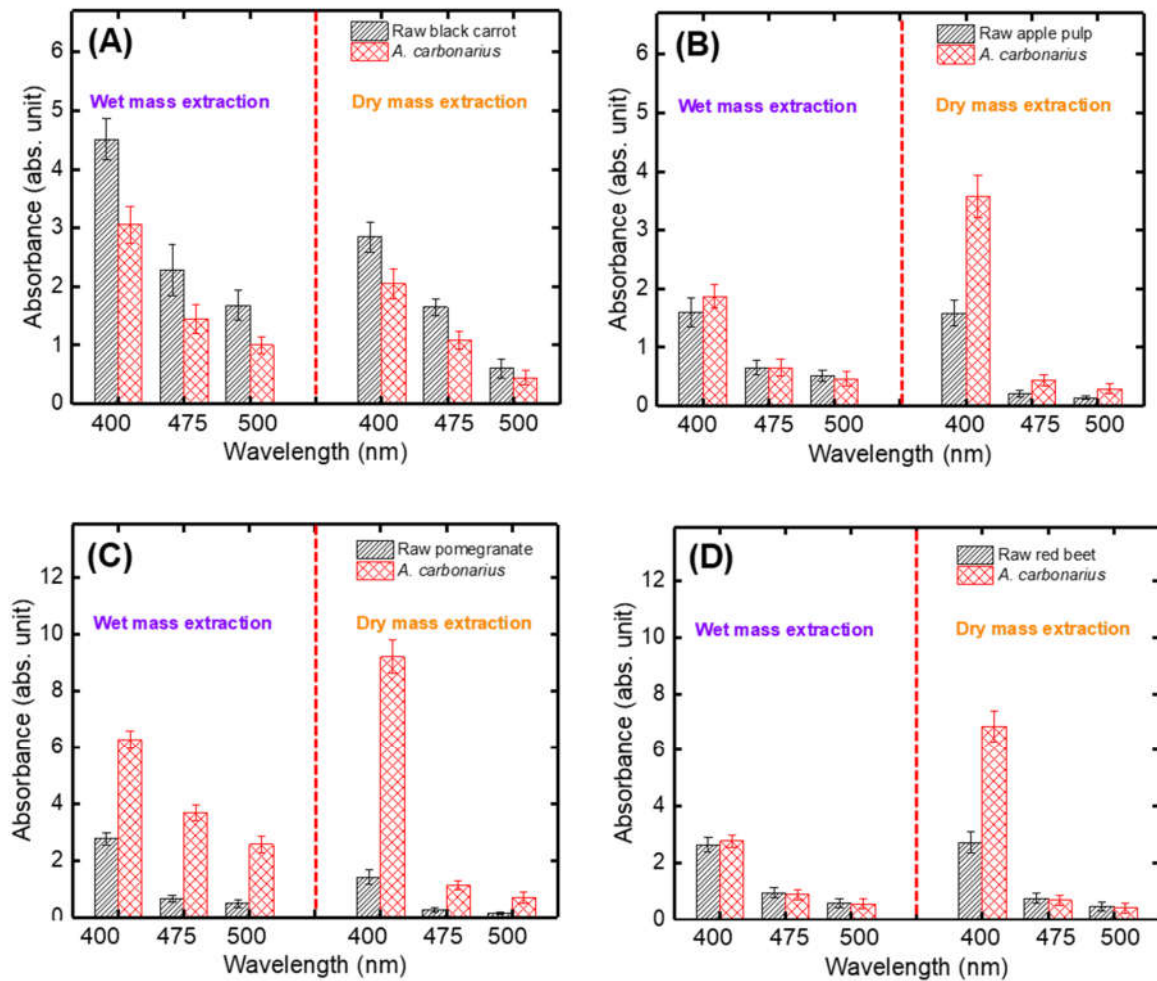 (A)
Raw black carrot
A. carbonarius
Wet mass extraction
Dry mass extraction
Absorbance (abs. unit)
6
5
4
3
2
1
0
400 475 500 400 475 500
Wavelength (nm)
(B)
Raw apple pulp
A. carbonarius
Wet mass extraction
Dry mass extraction
Absorbance (abs. unit)
6
5
4
3
2
1
0
400 475 500 400 475 500
Wavelength (nm)
(C)
Raw pomegranate
A. carbonarius
Wet mass extraction
Dry mass extraction
Absorbance (abs. unit)
12
10
8
6
4
2
0
400 475 500 400 475 500
Wavelength (nm)
(D)
Raw red beet
A. carbonarius
Wet mass extraction
Dry mass extraction
Absorbance (abs. unit)
12
10
8
6
4
2
0
400 475 500 400 475 500
Wavelength (nm)